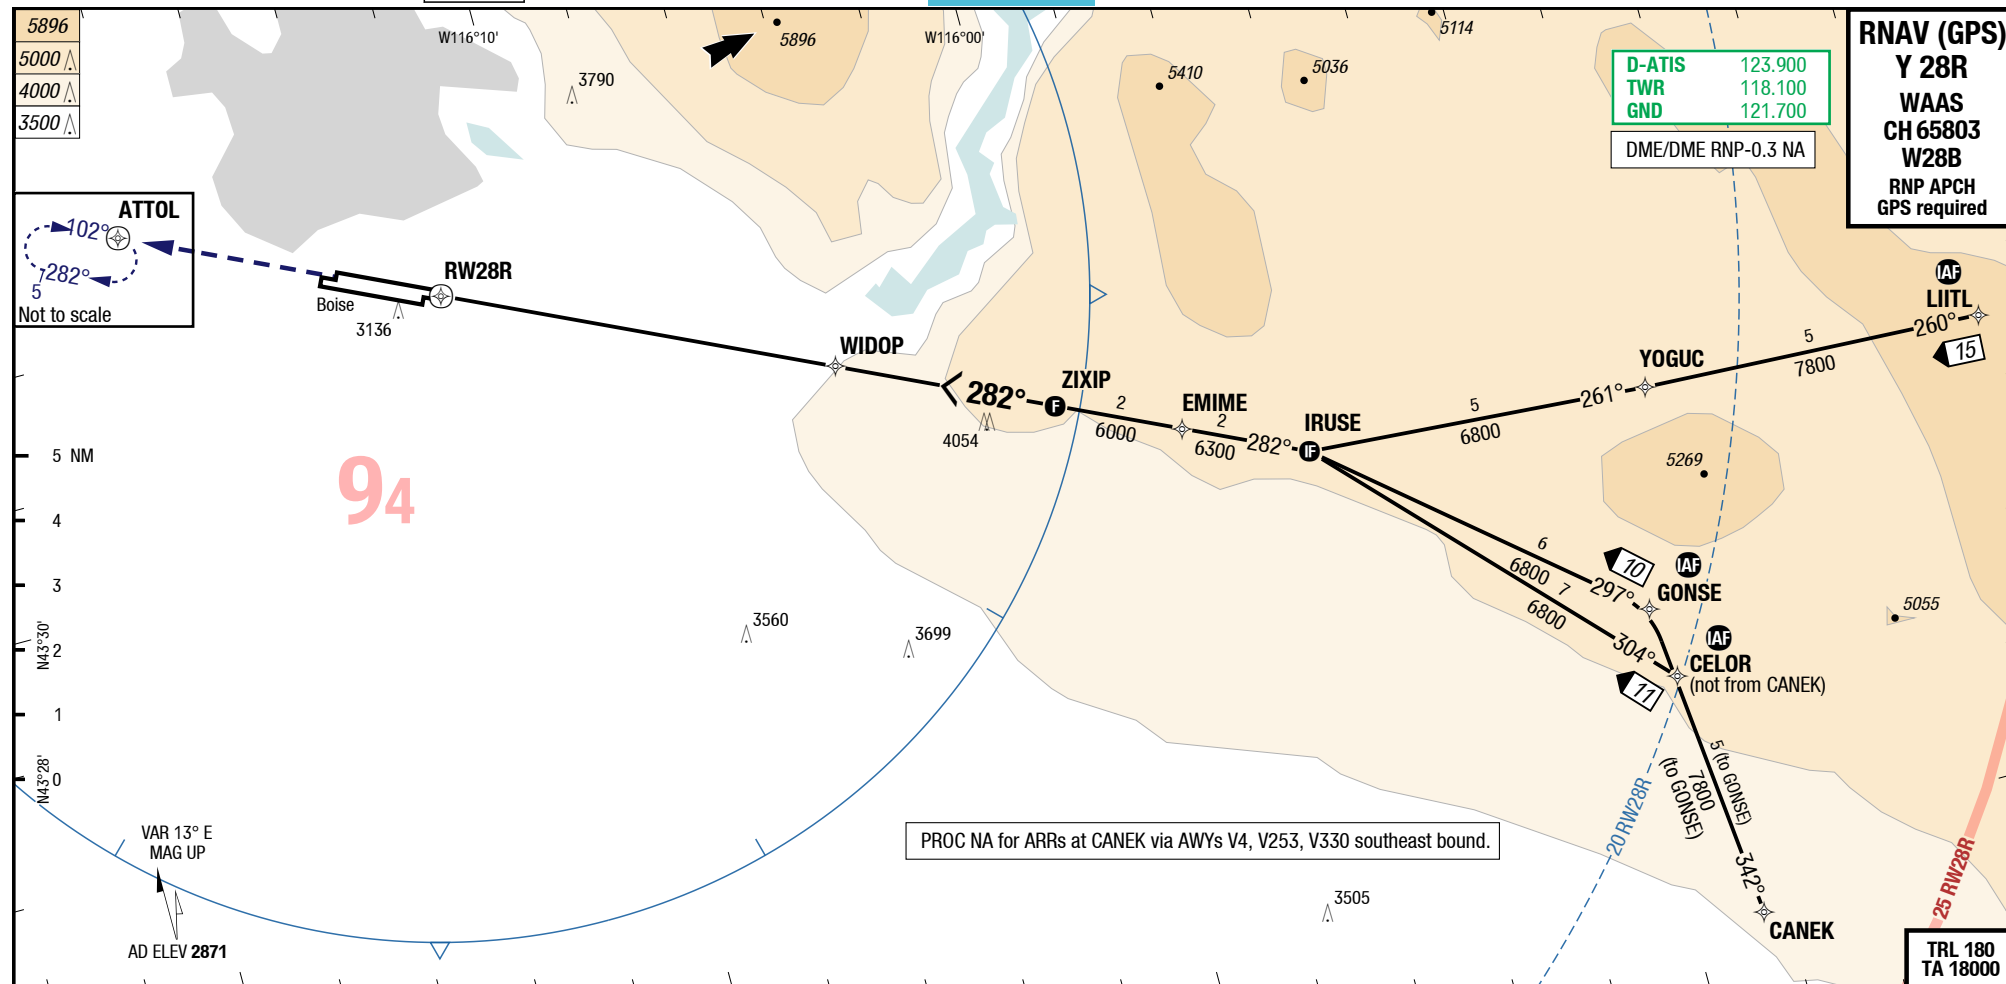 5896
5000
4000
3500
W116°10'
W116°00'
5896
3790
5114
5410
5036
D-ATIS 123.900
TWR 118.100
GND 121.700
DME/DME RNP-0.3 NA
RNAV (GPS)
Y 28R
WAAS
CH 65803
W28B
RNP APCH
GPS required
ATTOL
102°
282°
5
Not to scale
RW28R
Boise
3136
WIDOP
282°
ZIXIP
F
4054
2
6000
EMIME
2
6300
282°
IRUSE
IF
5
6800
261°
YOGUC
5
7800
260°
IAF
LIITL
15
5269
5 NM
4
3
2
1
0
N43°30'
N43°28'
94
3560
3699
6
6800
297°
10
IAF
GONSE
7
6800
304°
11
IAF
CELOR
(not from CANEK)
5055
5 (to GONSE)
7800
(to GONSE)
342°
CANEK
20 RW28R
25 RW28R
PROC NA for ARRs at CANEK via AWYs V4, V253, V330 southeast bound.
3505
VAR 13° E
MAG UP
AD ELEV 2871
TRL 180
TA 18000